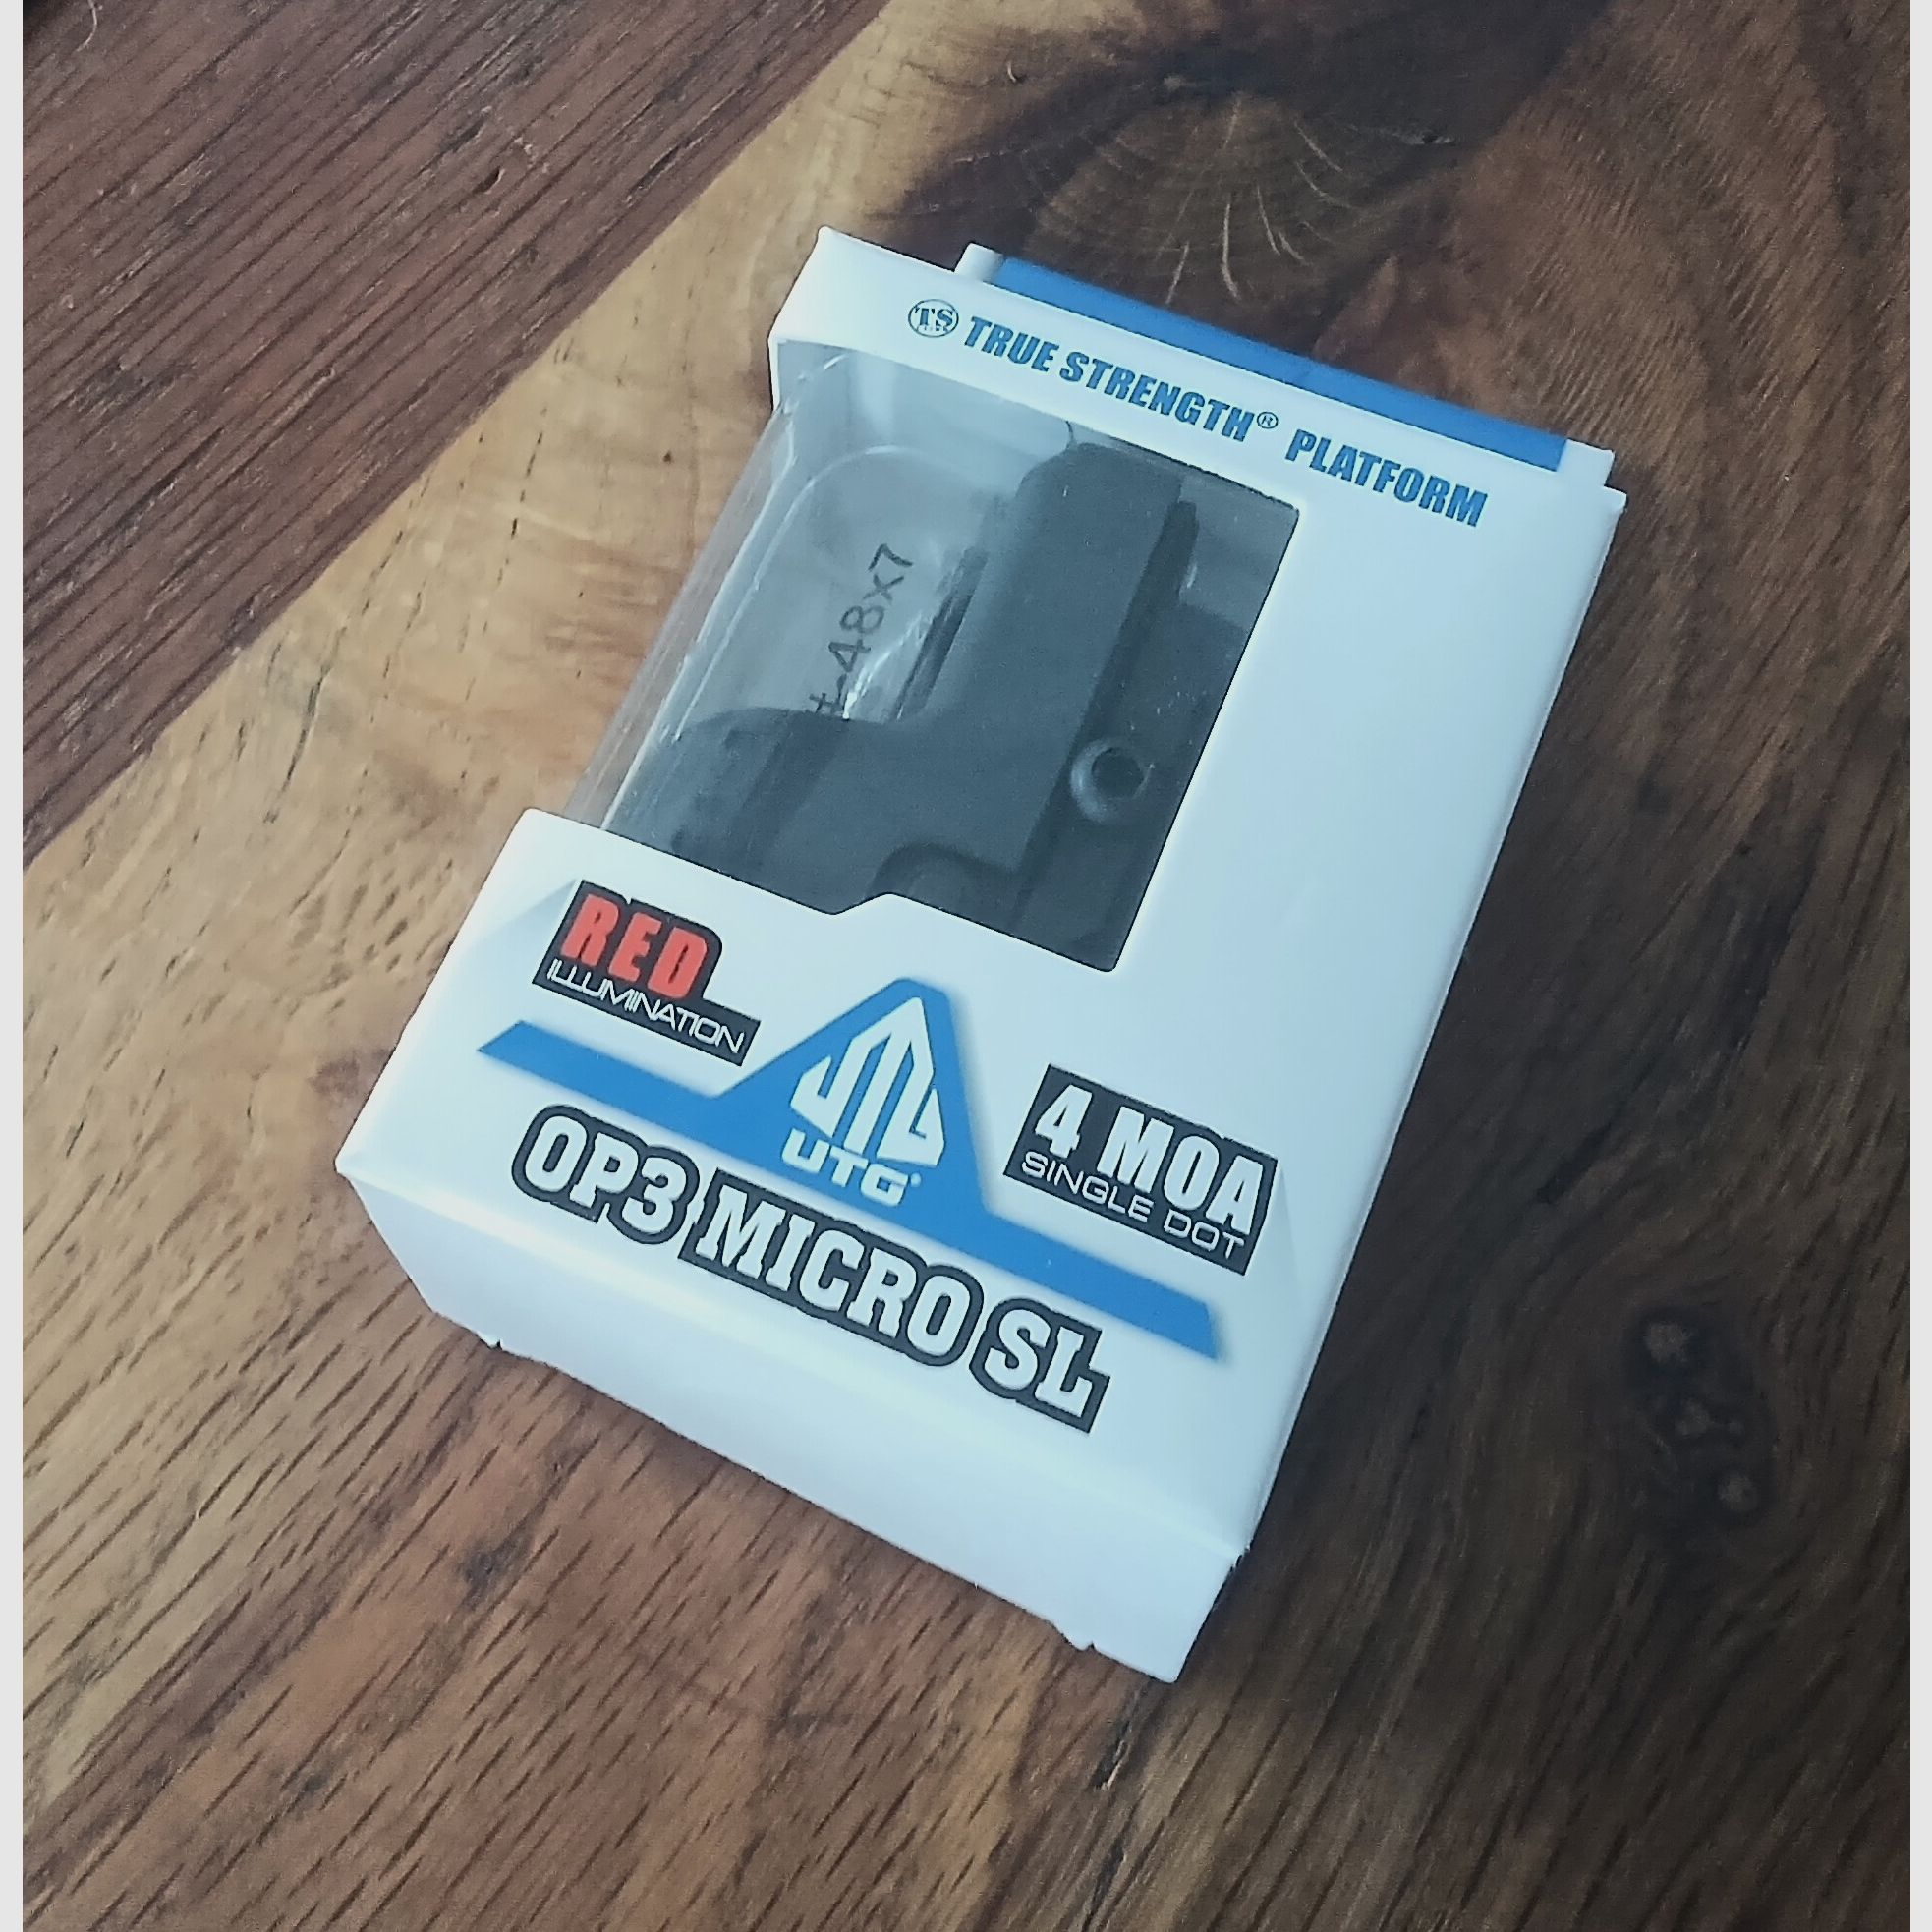 TS TRUE STRENGTH® PLATFORM
-48x7
RED
ILLUMINATION
UTG
4 MOA
SINGLE DOT
OP3 MICRO SL